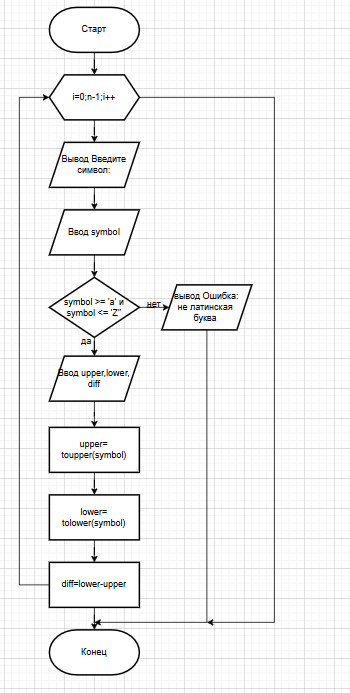 Старт
i=0;n-1;i++
Вывод Введите
символ:
Ввод symbol
symbol >= 'a' и
symbol <= 'Z"
нет
вывод Ошибка:
не латинская
буква
да
Ввод upper,lower,
diff
upper=
toupper(symbol)
lower=
tolower(symbol)
diff=lower-upper
Конец